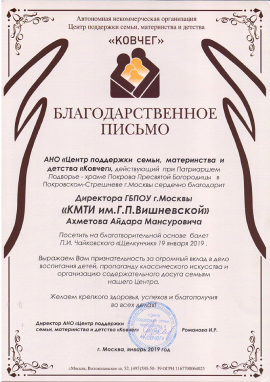 Автономная некоммерческая организация
Центр поддержки семьи, материнства и детства
«КОВЧЕГ»
БЛАГОДАРСТВЕННОЕ
ПИСЬМО
АНО «Центр поддержки семьи, материнства и
детства «Ковчег», действующий при Патриаршем
Подворье - храме Покрова Пресвятой Богородицы в
Покровском-Стрешневе г.Москвы сердечно благодарит
Директора ГБПОУ г.Москвы
«КМТИ им.Г.П.Вишневской»
Ахметова Айдара Мансуровича
Посетить на благотворительной основе балет
П.И. Чайковского «Щелкунчик» 19 января 2019 .
Выражаем Вам признательность за огромный вклад в дело
воспитания детей, пропаганду классического искусства и
организацию содержательного досуга семьям
нашего Центра.
Желаем крепкого здоровья, успехов и благополучия
во всех делах!
Директор АНО «Центр поддержки
семьи, материнства и детства «Ковчег»
Романова И.Г.
г. Москва, январь 2019 год